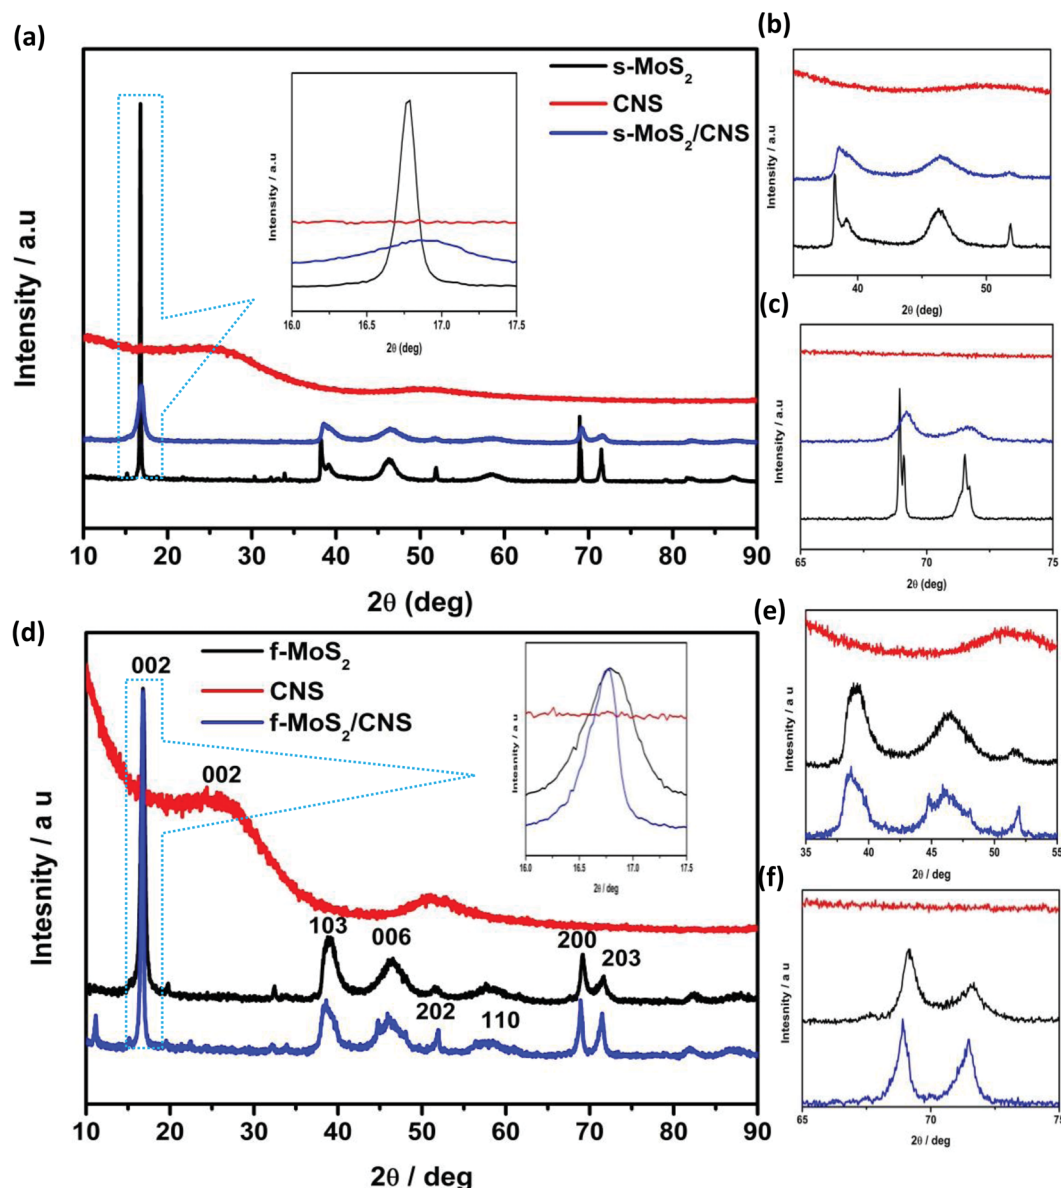 (a)
s-MoS2
CNS
s-MoS2/CNS
Intensity / a.u
10 20 30 40 50 60 70 80 90
2θ (deg)
Intensity / a.u
16.0 16.5 17.0 17.5
2θ (deg)
(b)
Intensity / a.u
40 50
2θ (deg)
(c)
Intensity / a.u
65 70 75
2θ (deg)
(d)
f-MoS2
CNS
f-MoS2/CNS
002
002
103
006
202
110
200
203
Intesnity / a u
10 20 30 40 50 60 70 80 90
2θ / deg
Intesnity / a u
16.0 16.5 17.0 17.5
2θ / deg
(e)
Intesnity / a u
35 40 45 50 55
2θ / deg
(f)
Intesnity / a u
65 70 75
2θ / deg